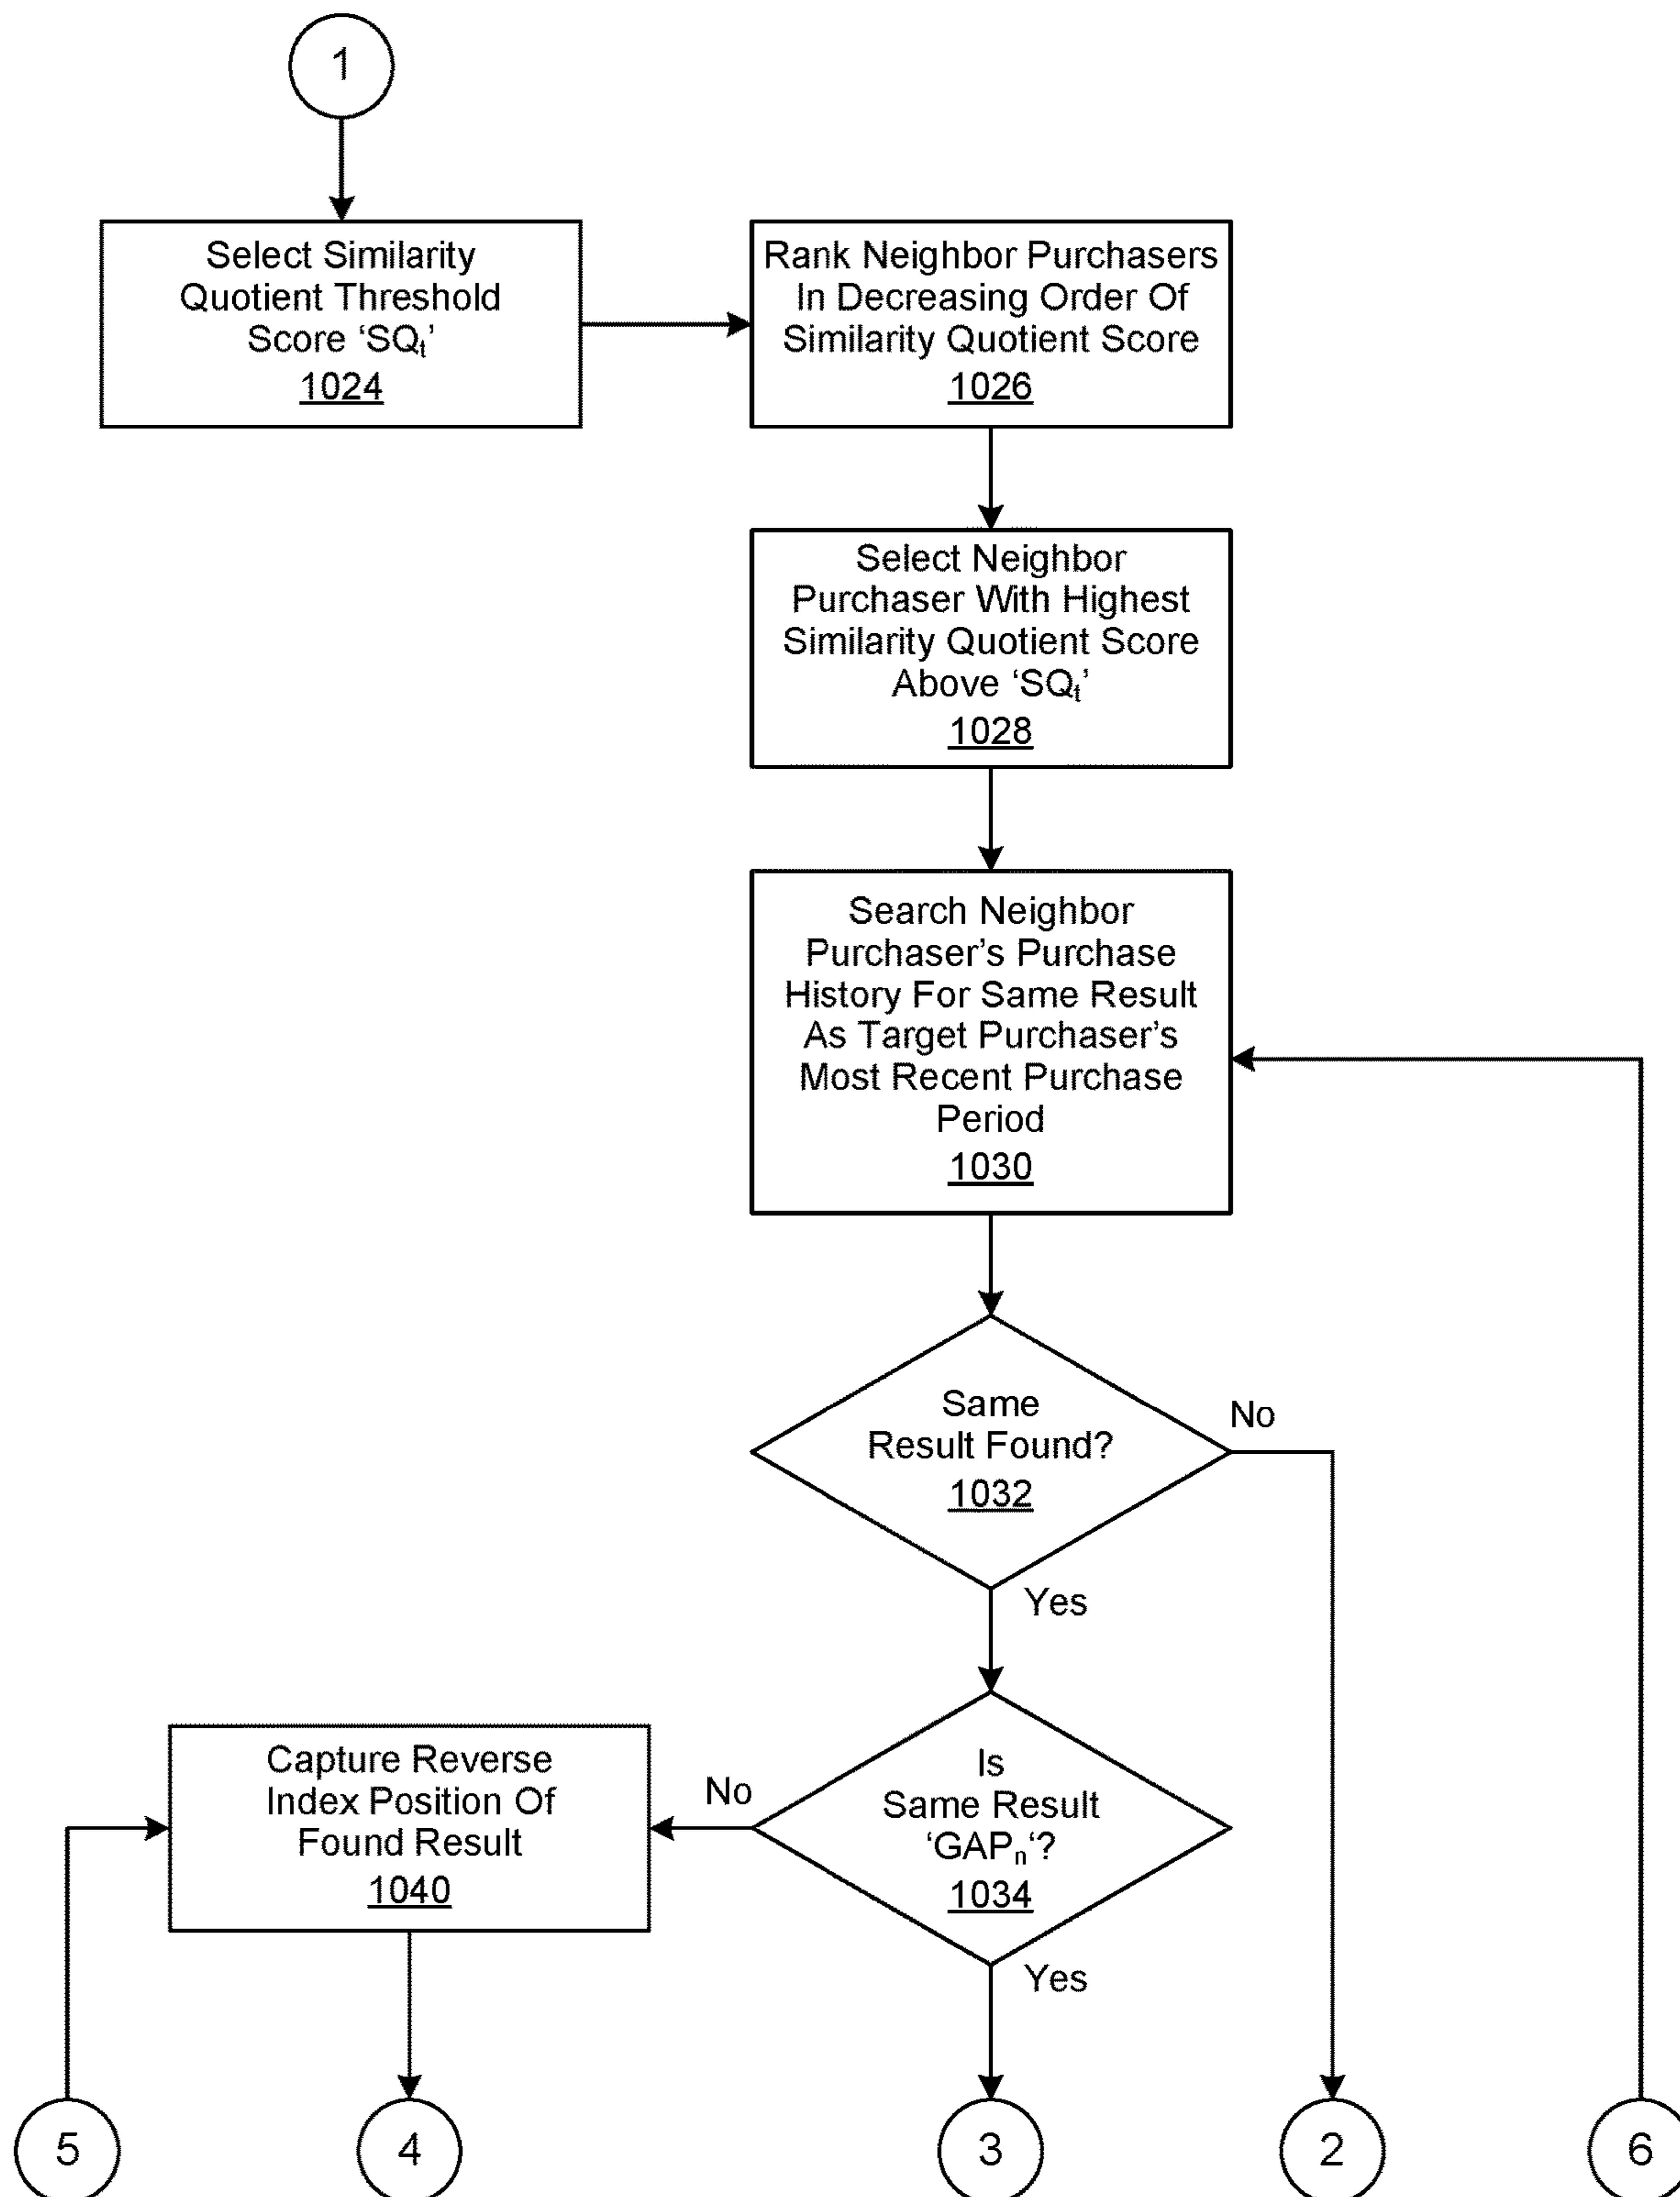 1
Select Similarity
Quotient Threshold
Score ‘SQt’
1024
Rank Neighbor Purchasers
In Decreasing Order Of
Similarity Quotient Score
1026
Select Neighbor
Purchaser With Highest
Similarity Quotient Score
Above ‘SQt’
1028
Search Neighbor
Purchaser’s Purchase
History For Same Result
As Target Purchaser’s
Most Recent Purchase
Period
1030
Same
Result Found?
1032
No
Yes
Is
Same Result
‘GAPn‘?
1034
No
Yes
Capture Reverse
Index Position Of
Found Result
1040
5
4
3
2
6